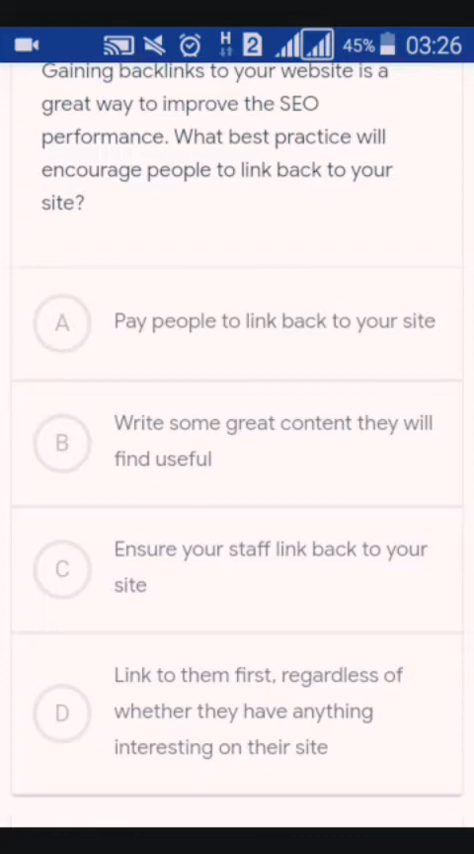 H 2 45% 03:26
Gaining backlinks to your website is a
great way to improve the SEO
performance. What best practice will
encourage people to link back to your
site?
A Pay people to link back to your site
B Write some great content they will
find useful
C Ensure your staff link back to your
site
D Link to them first, regardless of
whether they have anything
interesting on their site